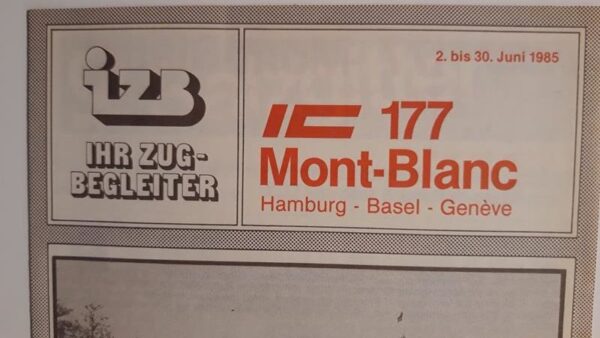 izb
IHR ZUG-
BEGLEITER
2. bis 30. Juni 1985
IC 177
Mont-Blanc
Hamburg - Basel - Genève